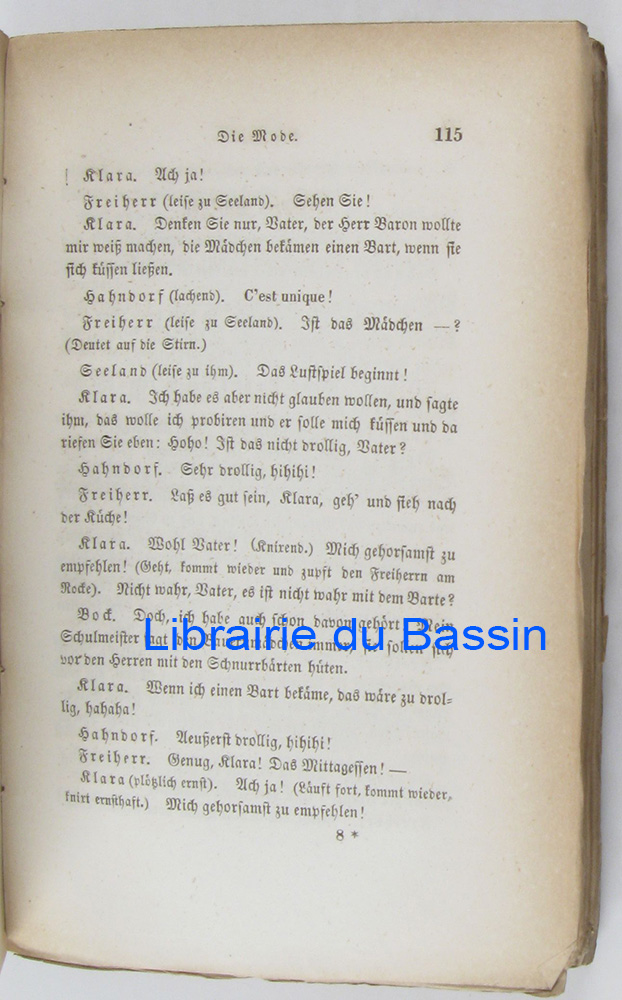 Die Mode. 115
Klara. Ach ja!
Freiherr (leise zu Seeland). Sehen Sie!
Klara. Denken Sie nur, Vater, der Herr Baron wollte
mir weiß machen, die Mädchen bekämen einen Bart, wenn sie
sich küssen ließen.
Hahndorf (lachend). C'est unique!
Freiherr (leise zu Seeland). Ist das Mädchen —?
(Deutet auf die Stirn.)
Seeland (leise zu ihm). Das Lustspiel beginnt!
Klara. Ich habe es aber nicht glauben wollen, und sagte
ihm, das wolle ich probiren und er solle mich küssen und da
riefen Sie eben: Hoho! Ist das nicht drollig, Vater?
Hahndorf. Sehr drollig, hihihi!
Freiherr. Laß es gut sein, Klara, geh' und sieh nach
der Küche!
Klara. Wohl Vater! (Knirend.) Mich gehorsamst zu
empfehlen! (Geht, kommt wieder und zupft den Freiherrn am
Rocke). Nicht wahr, Vater, es ist nicht wahr mit dem Barte?
Bock. Doch, ich habe auch schon davon gehört. Mein
Schulmeister sagt den immer, sie sollen sich
Librairie du Bassin
vor den Herren mit den Schnurrbärten hüten.
Klara. Wenn ich einen Bart bekäme, das wäre zu drol-
lig, hahaha!
Hahndorf. Aeußerst drollig, hihihi!
Freiherr. Genug, Klara! Das Mittagessen! —
Klara (plötzlich ernst). Ach ja! (Läuft fort, kommt wieder,
knirt ernsthaft.) Mich gehorsamst zu empfehlen!
8 *